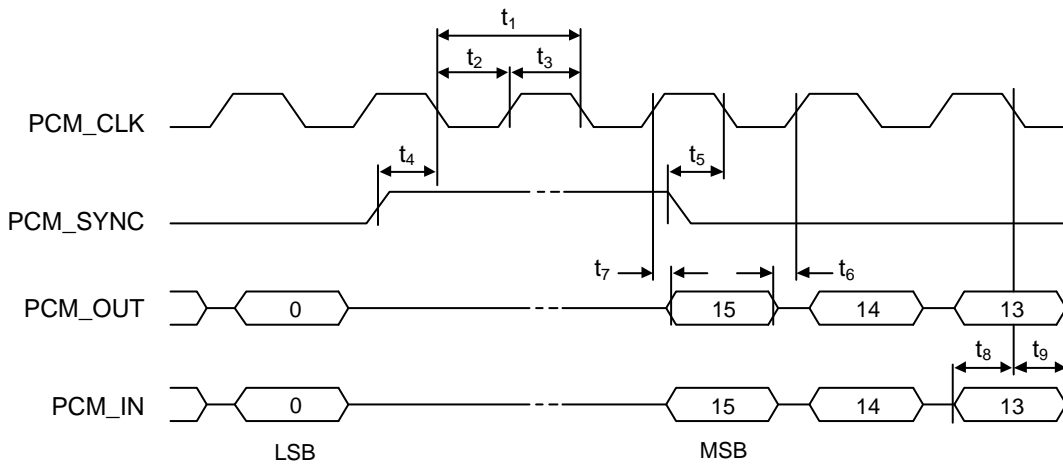 t1
t2 t3
PCM_CLK
t4 t5
PCM_SYNC
t7 t6
PCM_OUT 0 15 14 13
t8 t9
PCM_IN 0 15 14 13
LSB MSB